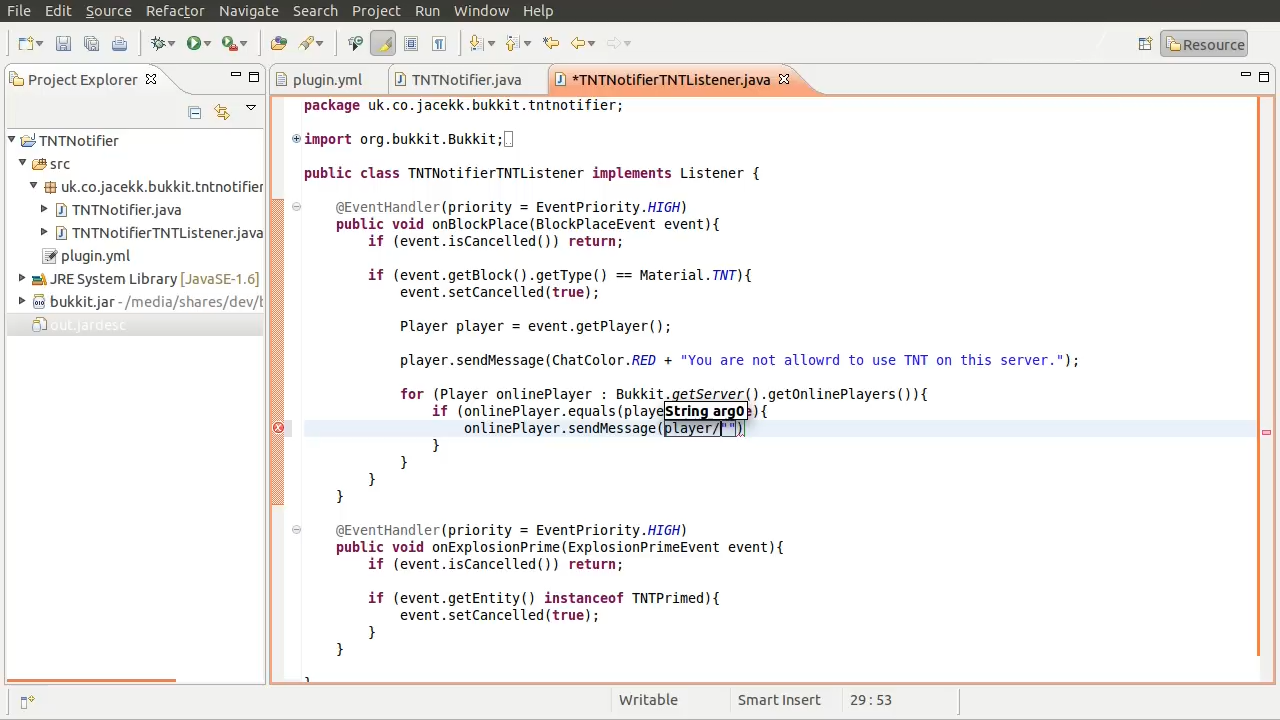 File Edit Source Refactor Navigate Search Project Run Window Help
Resource
Project Explorer
plugin.yml
TNTNotifier.java
*TNTNotifierTNTListener.java
TNTNotifier
src
uk.co.jacekk.bukkit.tntnotifier
TNTNotifier.java
TNTNotifierTNTListener.java
plugin.yml
JRE System Library [JavaSE-1.6]
bukkit.jar - /media/shares/dev/b
out.jardesc
package uk.co.jacekk.bukkit.tntnotifier;
import org.bukkit.Bukkit;
public class TNTNotifierTNTListener implements Listener {
@EventHandler(priority = EventPriority.HIGH)
public void onBlockPlace(BlockPlaceEvent event){
if (event.isCancelled()) return;
if (event.getBlock().getType() == Material.TNT){
event.setCancelled(true);
Player player = event.getPlayer();
player.sendMessage(ChatColor.RED + "You are not allowrd to use TNT on this server.");
for (Player onlinePlayer : Bukkit.getServer().getOnlinePlayers()){
if (onlinePlayer.equals(playe String arg0 e){
onlinePlayer.sendMessage(player/"")
}
}
}
}
@EventHandler(priority = EventPriority.HIGH)
public void onExplosionPrime(ExplosionPrimeEvent event){
if (event.isCancelled()) return;
if (event.getEntity() instanceof TNTPrimed){
event.setCancelled(true);
}
}
}
Writable
Smart Insert
29 : 53